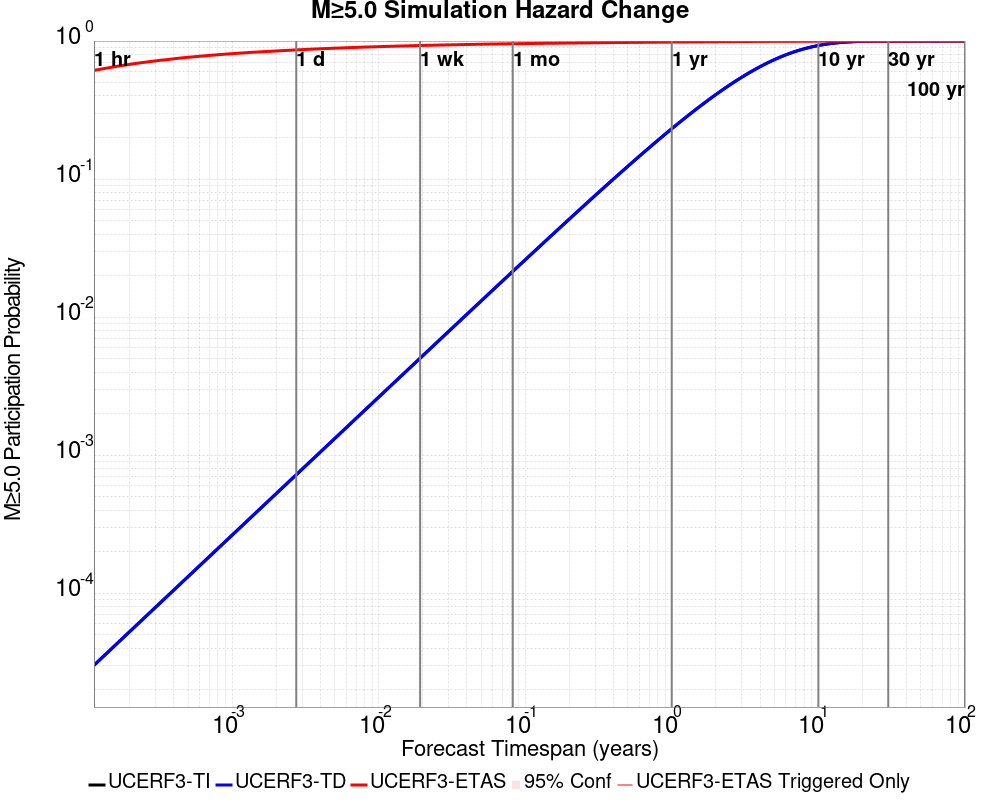 M≥5.0 Simulation Hazard Change
10^0
1 hr 1 d 1 wk 1 mo 1 yr 10 yr 30 yr
100 yr
10^-1
10^-2
10^-3
10^-4
M≥5.0 Participation Probability
10^-3 10^-2 10^-1 10^0 10^1 10^2
Forecast Timespan (years)
UCERF3-TI UCERF3-TD UCERF3-ETAS 95% Conf UCERF3-ETAS Triggered Only